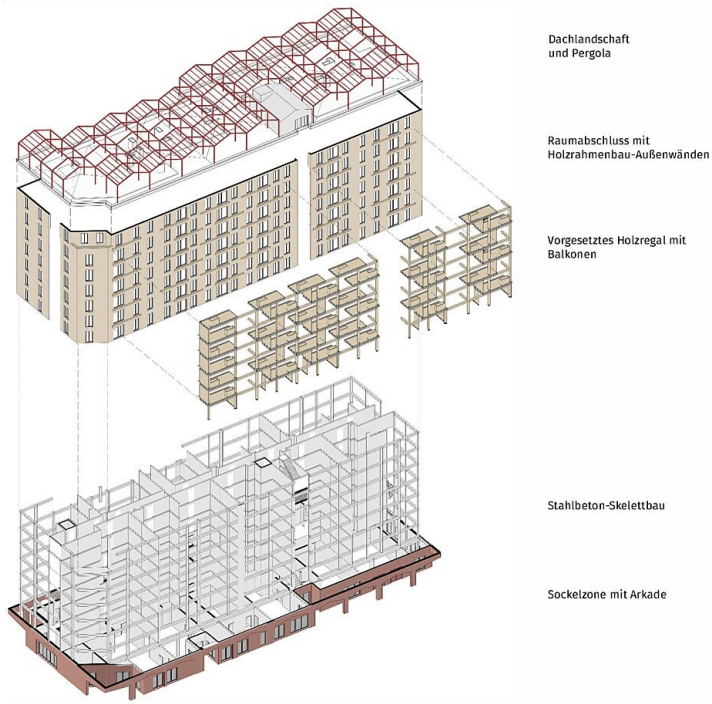 Dachlandschaft
und Pergola
Raumabschluss mit
Holzrahmenbau-Außenwänden
Vorgesetztes Holzregal mit
Balkonen
Stahlbeton-Skelettbau
Sockelzone mit Arkade